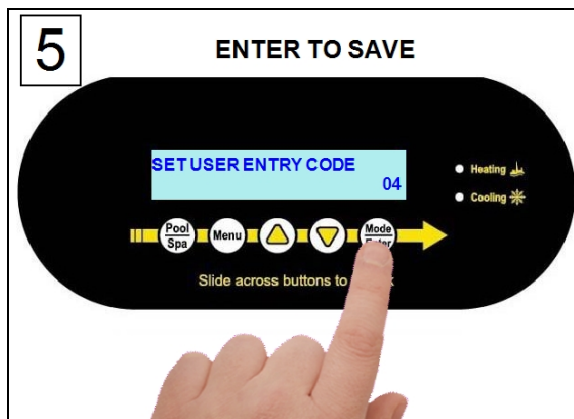 5
ENTER TO SAVE
SET USER ENTRY CODE
04
Heating
Cooling
Pool
Spa
Menu
Mode
Enter
Slide across buttons to